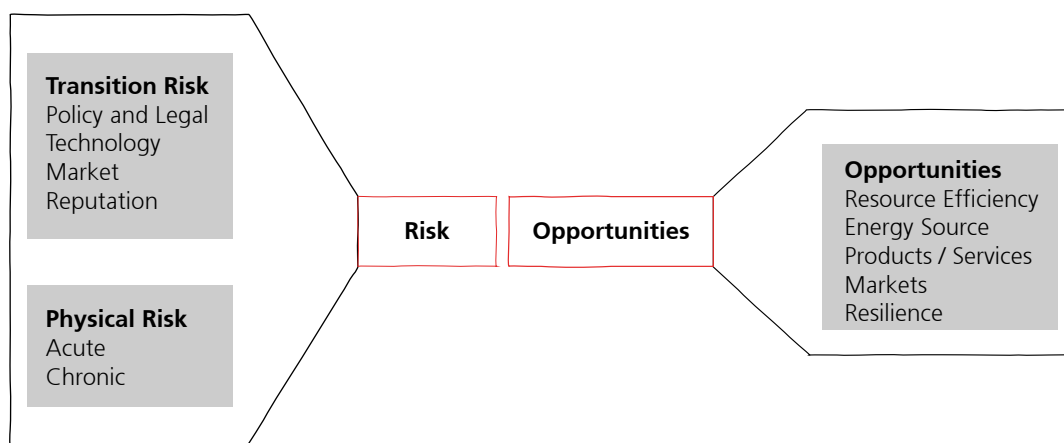 Transition Risk
Policy and Legal
Technology
Market
Reputation
Physical Risk
Acute
Chronic
Risk
Opportunities
Opportunities
Resource Efficiency
Energy Source
Products / Services
Markets
Resilience